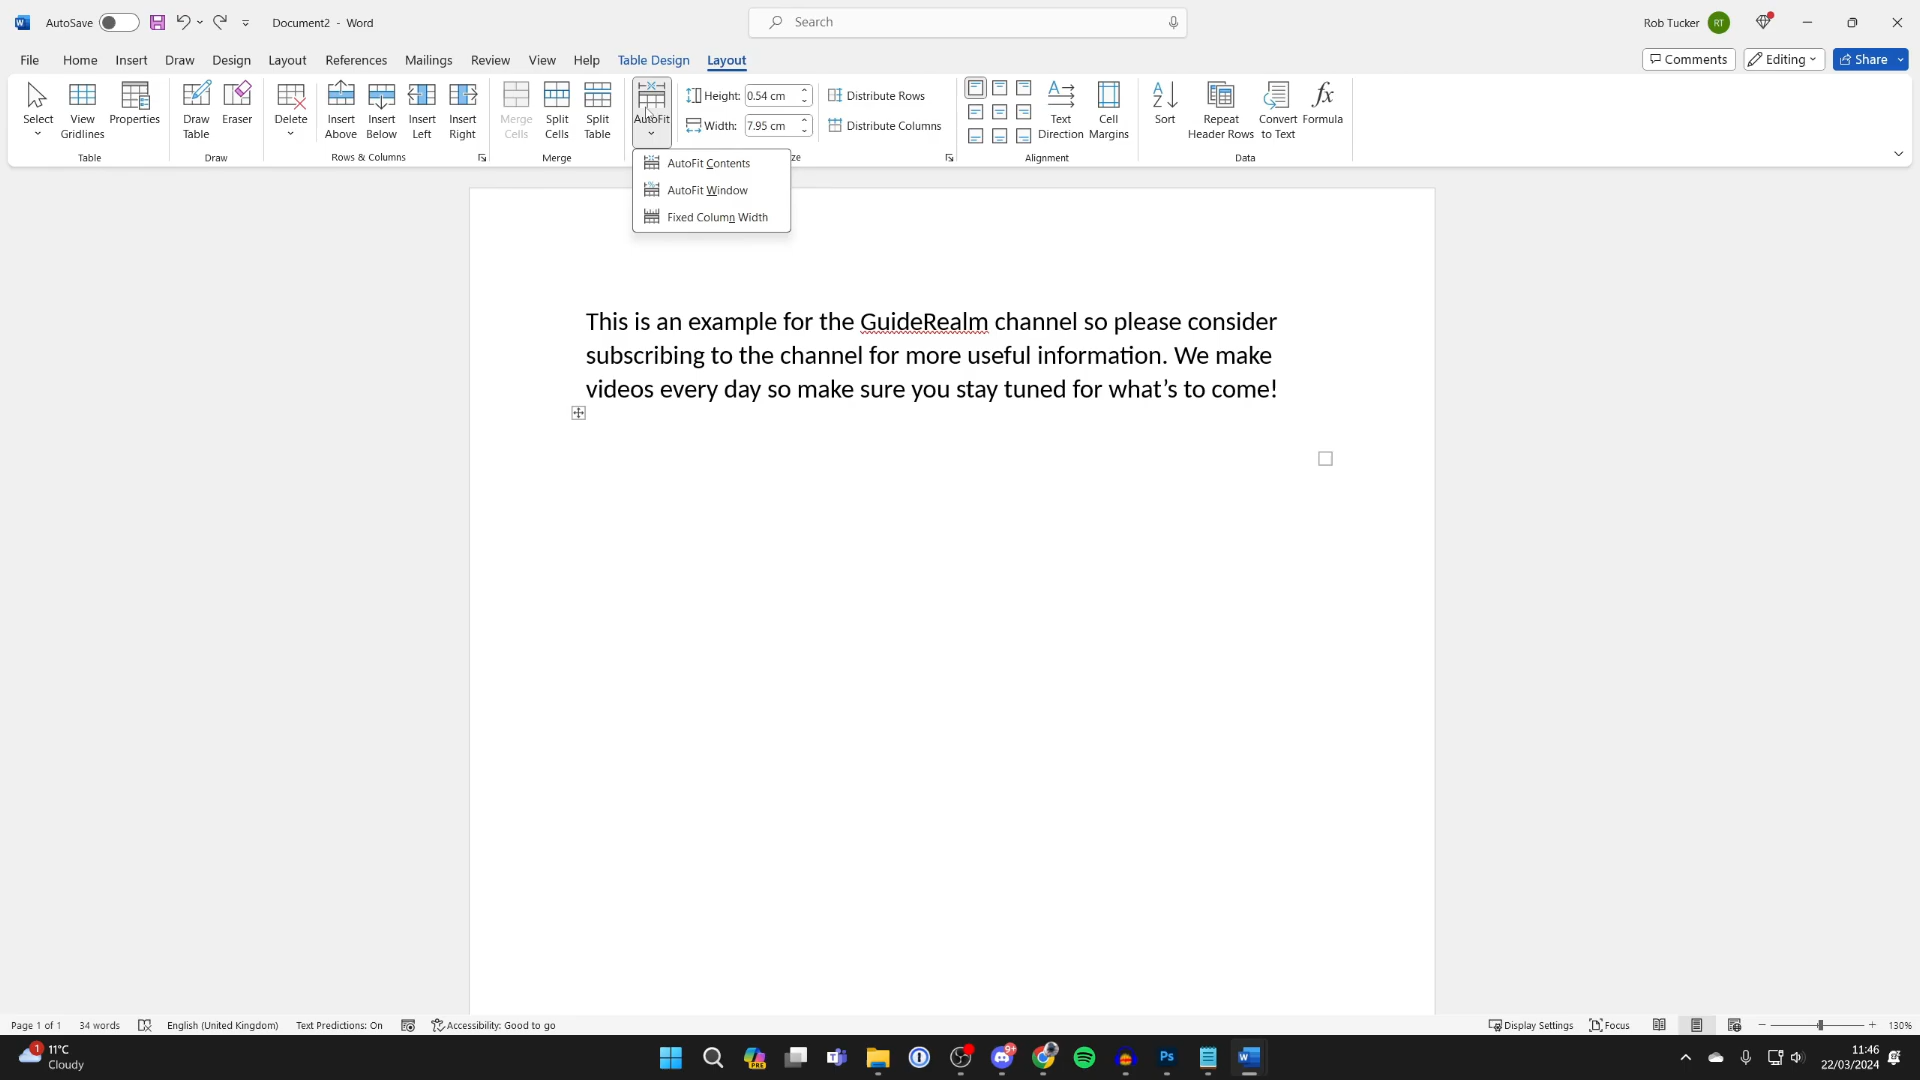 AutoSave
Document2 - Word
Search
Rob Tucker
RT
File
Home
Insert
Draw
Design
Layout
References
Mailings
Review
View
Help
Table Design
Layout
Comments
Editing
Share
Select
View
Gridlines
Properties
Draw
Table
Eraser
Delete
Insert
Above
Insert
Below
Insert
Left
Insert
Right
Merge
Cells
Split
Cells
Split
Table
AutoFit
Height: 0.54 cm
Width: 7.95 cm
Distribute Rows
Distribute Columns
Text
Direction
Cell
Margins
A
Z
Sort
Repeat
Header Rows
Convert
to Text
fx
Formula
Table
Draw
Rows & Columns
Merge
ze
Alignment
Data
AutoFit Contents
AutoFit Window
Fixed Column Width
This is an example for the GuideRealm channel so please consider
subscribing to the channel for more useful information. We make
videos every day so make sure you stay tuned for what’s to come!
Page 1 of 1
34 words
English (United Kingdom)
Text Predictions: On
Accessibility: Good to go
Display Settings
Focus
130%
1
11°C
Cloudy
PRE
9+
Ps
11:46
22/03/2024